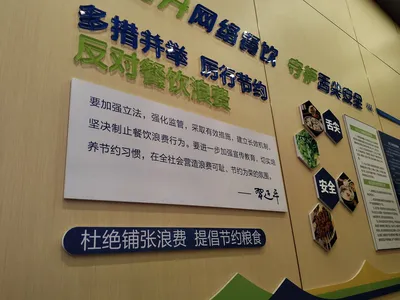 网络餐饮
多措并举 厉行节约
反对餐饮浪费
要加强立法，强化监管，采取有效措施，建立长效机制，
坚决制止餐饮浪费行为，要进一步加强宣传教育，切实培
养节约习惯，在全社会营造浪费可耻、节约为荣的氛围。
——习近平
杜绝铺张浪费 提倡节约粮食
守护舌尖安全
舌尖
安全